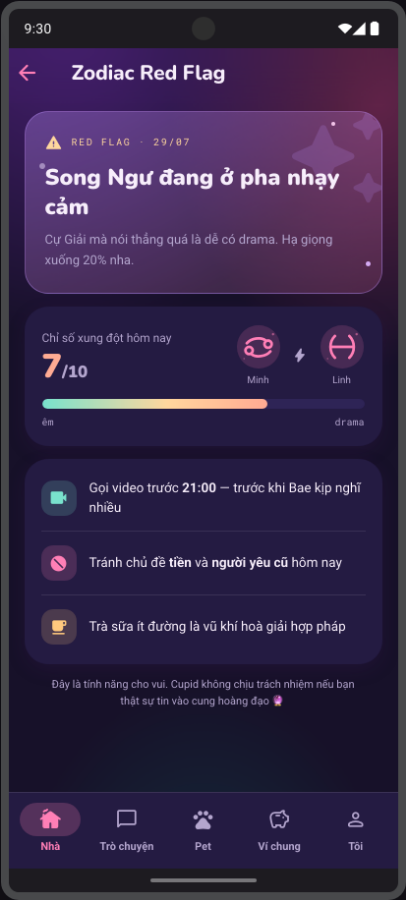 9:30
Zodiac Red Flag
RED FLAG · 29/07
Song Ngư đang ở pha nhạy
cảm
Cự Giải mà nói thẳng quá là dễ có drama. Hạ giọng
xuống 20% nha.
Chỉ số xung đột hôm nay
7/10
Minh
Linh
êm
drama
Gọi video trước 21:00 — trước khi Bae kịp nghĩ
nhiều
Tránh chủ đề tiền và người yêu cũ hôm nay
Trà sữa ít đường là vũ khí hoà giải hợp pháp
Đây là tính năng cho vui. Cupid không chịu trách nhiệm nếu bạn
thật sự tin vào cung hoàng đạo 🔮
Nhà
Trò chuyện
Pet
Ví chung
Tôi